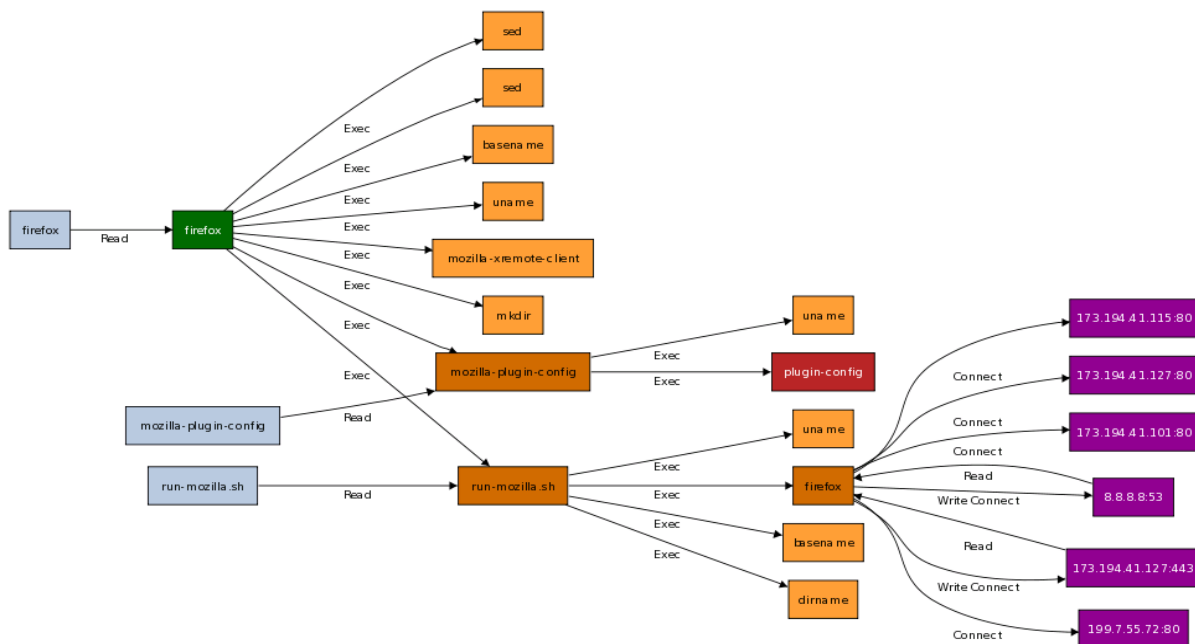 sed
sed
Exec
basename
Exec
Exec
uname
Exec
firefox
Read
firefox
Exec
mozilla-xremote-client
Exec
Exec
mkdir
Exec
Exec
mozilla-plugin-config
uname
Exec
plugin-config
Exec
mozilla-plugin-config
Read
run-mozilla.sh
Read
run-mozilla.sh
uname
Exec
firefox
Exec
basename
Exec
dirname
173.194.41.115:80
Connect
173.194.41.127:80
Connect
173.194.41.101:80
Connect
Read
8.8.8.8:53
Write Connect
Read
173.194.41.127:443
Write Connect
199.7.55.72:80
Connect